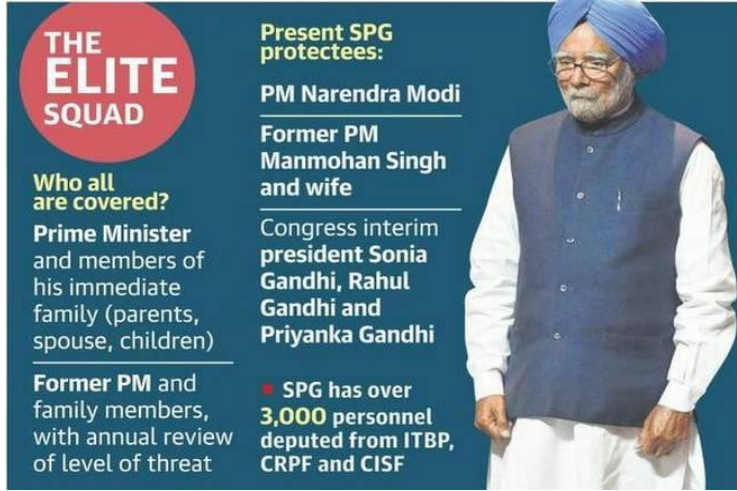 THE
ELITE
SQUAD
Who all
are covered?
Prime Minister
and members of
his immediate
family (parents,
spouse, children)
Former PM and
family members,
with annual review
of level of threat
Present SPG
protectees:
PM Narendra Modi
Former PM
Manmohan Singh
and wife
Congress interim
president Sonia
Gandhi, Rahul
Gandhi and
Priyanka Gandhi
SPG has over
3,000 personnel
deputed from ITBP,
CRPF and CISF